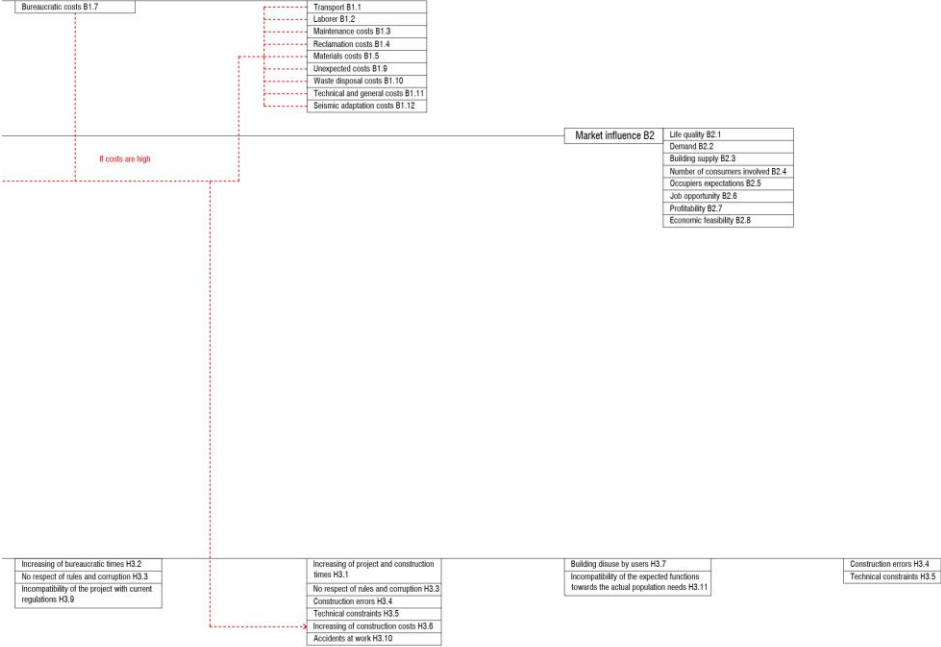 Bureaucratic costs B1.7
Transport B1.1
Laborer B1.2
Maintenance costs B1.3
Reclamation costs B1.4
Materials costs B1.5
Unexpected costs B1.9
Waste disposal costs B1.10
Technical and general costs B1.11
Seismic adaptation costs B1.12
Market influence B2
Life quality B2.1
Demand B2.2
Building supply B2.3
Number of consumers involved B2.4
Occupiers expectations B2.5
Job opportunity B2.6
Profitability B2.7
Economic feasibility B2.8
If costs are high
Increasing of bureaucratic times H3.2
No respect of rules and corruption H3.3
Incompatibility of the project with current
regulations H3.9
Increasing of project and construction
times H3.1
No respect of rules and corruption H3.3
Construction errors H3.4
Technical constraints H3.5
Increasing of construction costs H3.6
Accidents at work H3.10
Building disuse by users H3.7
Incompatibility of the expected functions
towards the actual population needs H3.11
Construction errors H3.4
Technical constraints H3.5